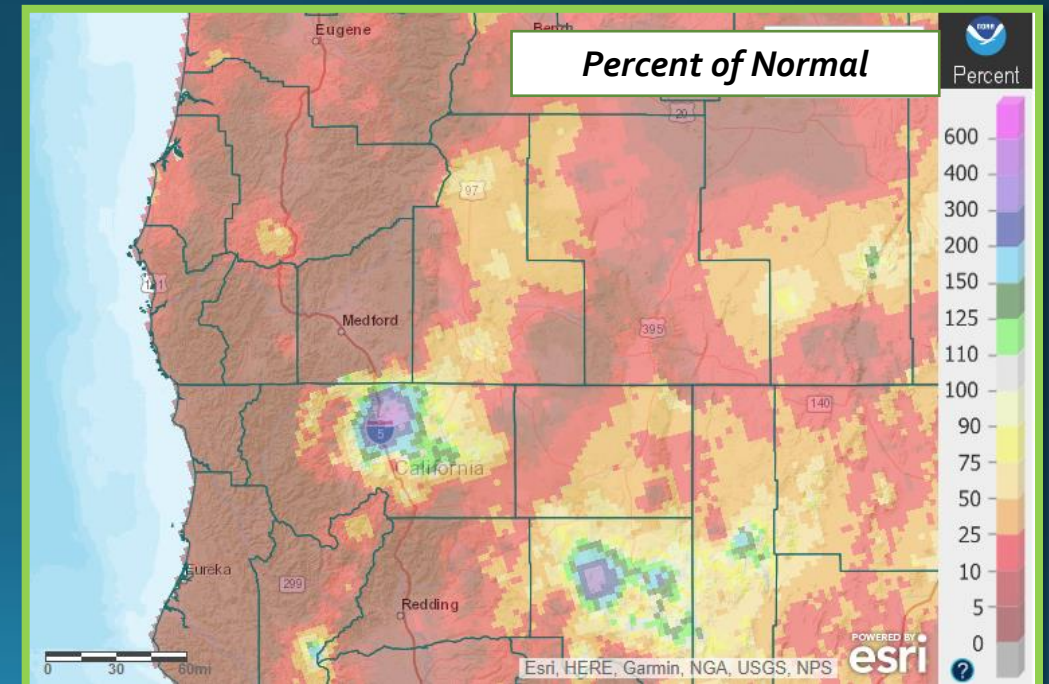 Eugene
Bend
Percent of Normal
NOAA
Percent
600
400
300
200
150
125
110
100
90
75
50
25
10
5
0
20
97
101
Medford
395
140
5
California
Eureka
299
Redding
0 30 60mi
Esri, HERE, Garmin, NGA, USGS, NPS
POWERED BY
esri
?